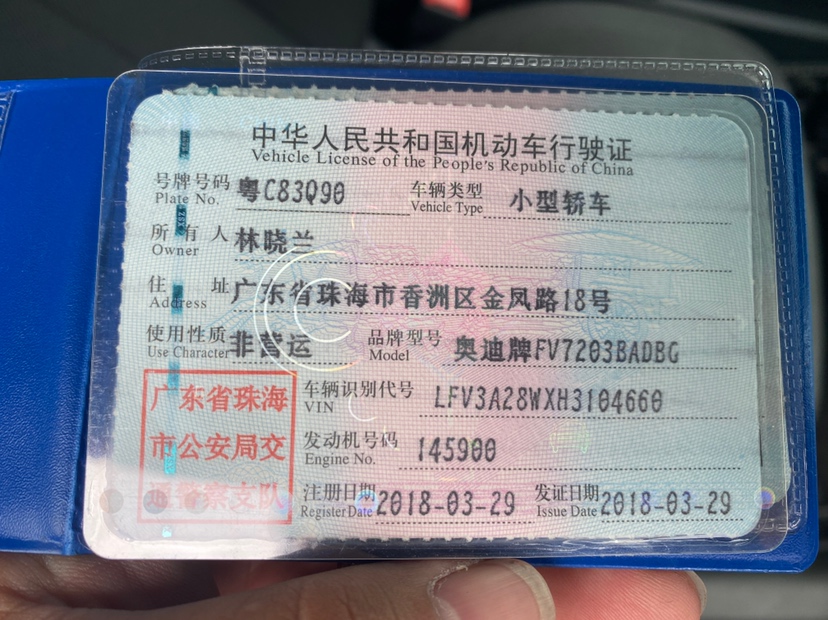 中华人民共和国机动车行驶证
Vehicle License of the People's Republic of China
号牌号码 粤C83Q90 车辆类型 小型轿车
Plate No. Vehicle Type
所有人 林晓兰
Owner
住址 广东省珠海市香洲区金凤路18号
Address
使用性质 非营运 品牌型号 奥迪牌FV7203BADBG
Use Character Model
广东省珠海 车辆识别代号 LFV3A28WXH3104660
VIN
市公安局交 发动机号码 145900
Engine No.
通警察支队 注册日期 2018-03-29 发证日期 2018-03-29
Register Date Issue Date